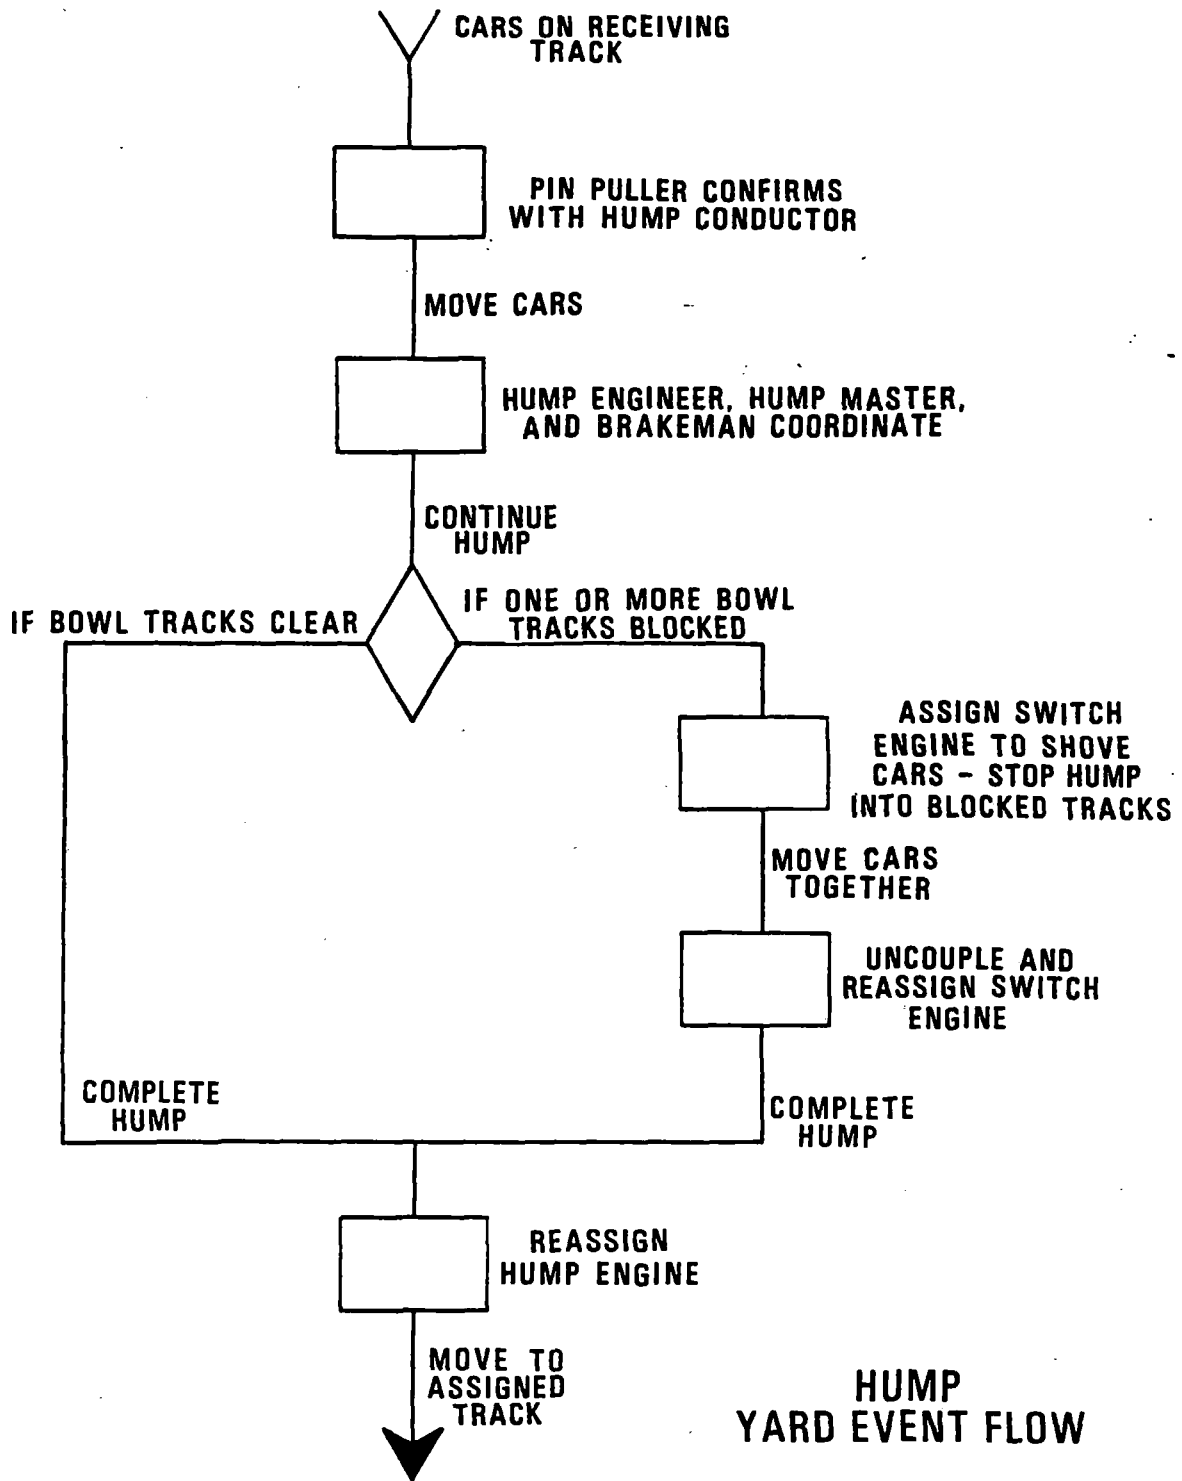 CARS ON RECEIVING
TRACK
PIN PULLER CONFIRMS
WITH HUMP CONDUCTOR
MOVE CARS
HUMP ENGINEER, HUMP MASTER,
AND BRAKEMAN COORDINATE
CONTINUE
HUMP
IF BOWL TRACKS CLEAR
IF ONE OR MORE BOWL
TRACKS BLOCKED
ASSIGN SWITCH
ENGINE TO SHOVE
CARS - STOP HUMP
INTO BLOCKED TRACKS
MOVE CARS
TOGETHER
UNCOUPLE AND
REASSIGN SWITCH
ENGINE
COMPLETE
HUMP
COMPLETE
HUMP
REASSIGN
HUMP ENGINE
MOVE TO
ASSIGNED
TRACK
HUMP
YARD EVENT FLOW